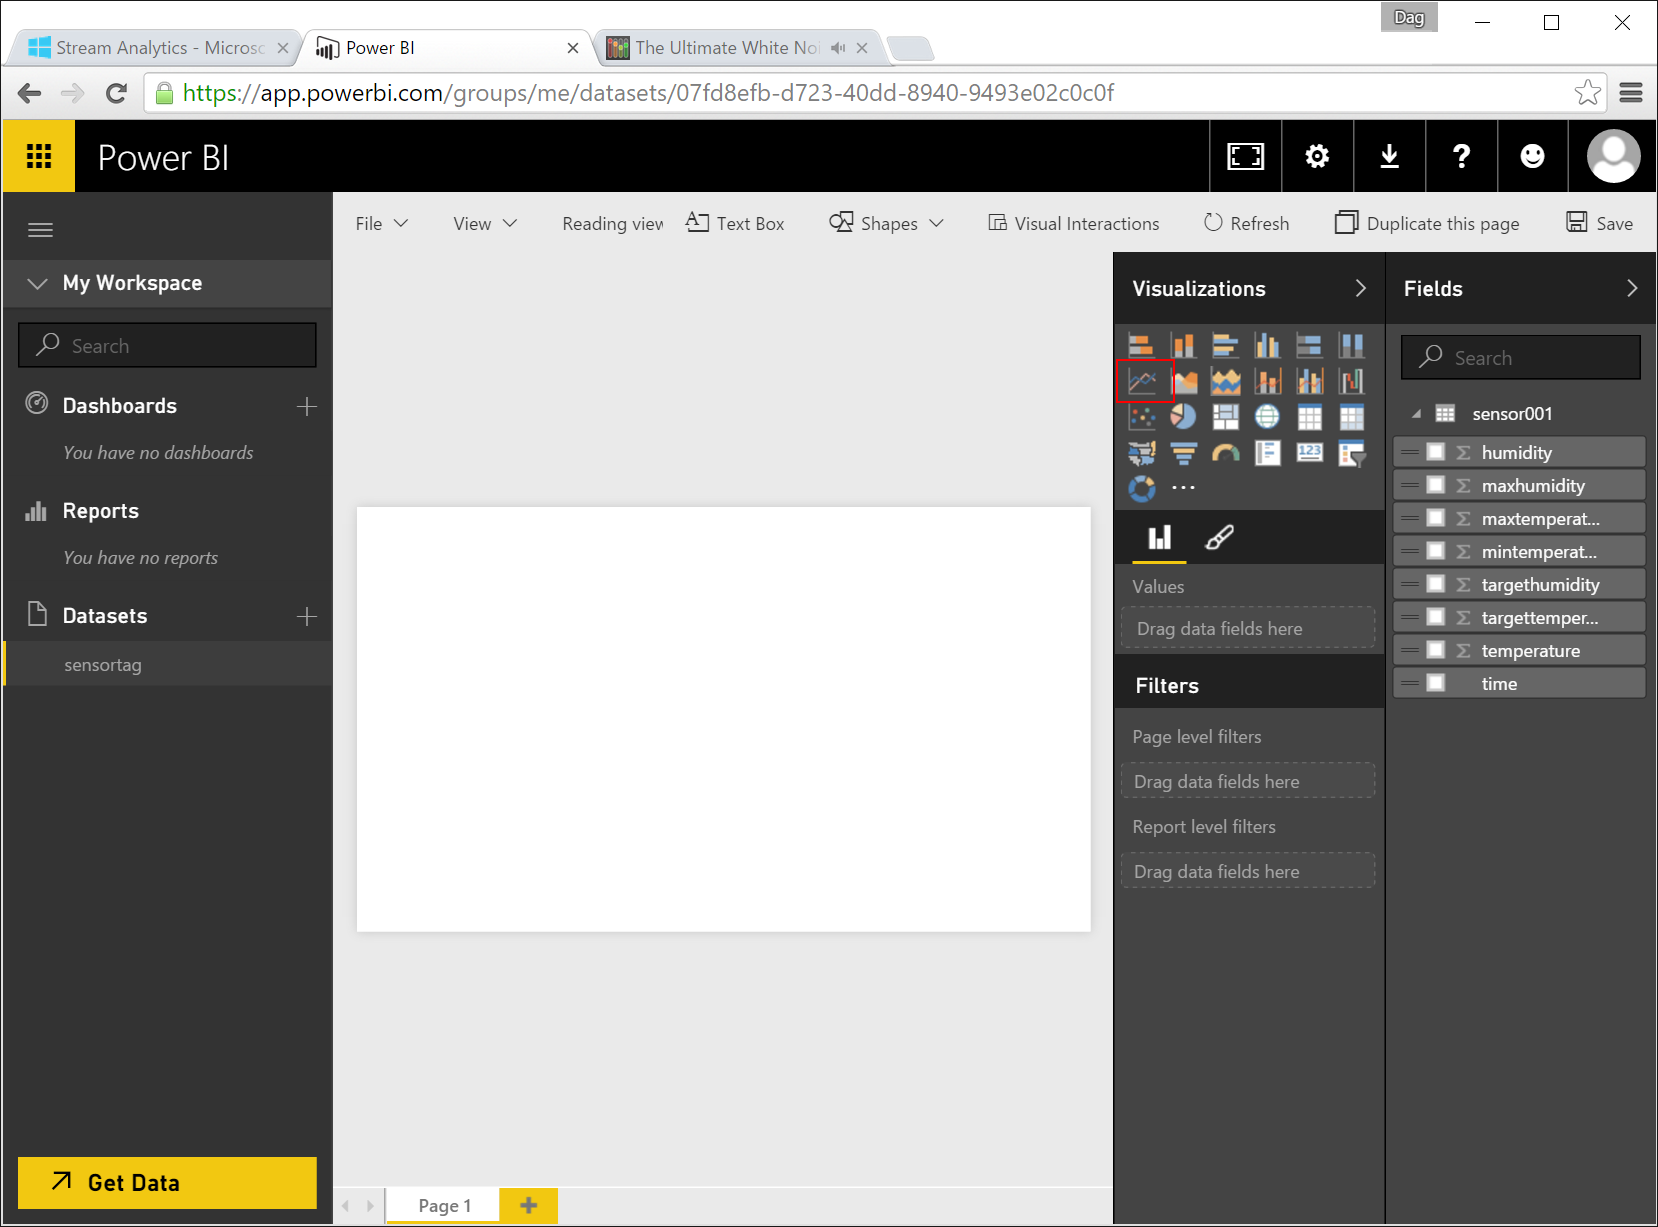 Dag
Stream Analytics - Microsc
Power BI
The Ultimate White Noi
https://app.powerbi.com/groups/me/datasets/07fd8efb-d723-40dd-8940-9493e02c0c0f
Power BI
?
File
View
Reading view
Text Box
Shapes
Visual Interactions
Refresh
Duplicate this page
Save
My Workspace
Search
Dashboards
You have no dashboards
Reports
You have no reports
Datasets
sensortag
Get Data
Page 1
Visualizations
123
Values
Drag data fields here
Filters
Page level filters
Drag data fields here
Report level filters
Drag data fields here
Fields
Search
sensor001
Σ humidity
Σ maxhumidity
Σ maxtemperat...
Σ mintemperat...
Σ targethumidity
Σ targettemper...
Σ temperature
time